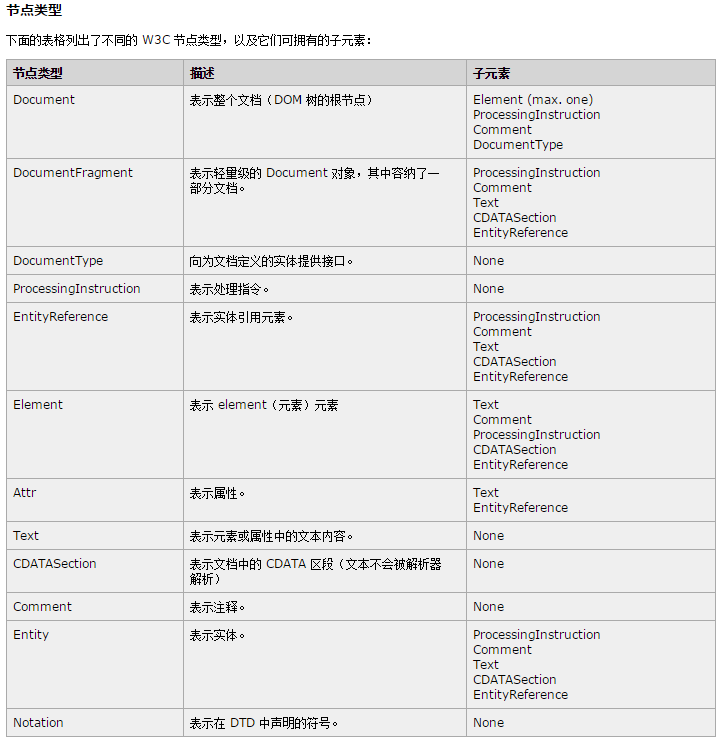 节点类型
下面的表格列出了不同的 W3C 节点类型，以及它们可拥有的子元素：
节点类型 描述 子元素
Document 表示整个文档（DOM 树的根节点） Element (max. one)
ProcessingInstruction
Comment
DocumentType
DocumentFragment 表示轻量级的 Document 对象，其中容纳了一 ProcessingInstruction
部分文档。 Comment
Text
CDATASection
EntityReference
DocumentType 向为文档定义的实体提供接口。 None
ProcessingInstruction 表示处理指令。 None
EntityReference 表示实体引用元素。 ProcessingInstruction
Comment
Text
CDATASection
EntityReference
Element 表示 element（元素）元素 Text
Comment
ProcessingInstruction
CDATASection
EntityReference
Attr 表示属性。 Text
EntityReference
Text 表示元素或属性中的文本内容。 None
CDATASection 表示文档中的 CDATA 区段（文本不会被解析器 None
解析）
Comment 表示注释。 None
Entity 表示实体。 ProcessingInstruction
Comment
Text
CDATASection
EntityReference
Notation 表示在 DTD 中声明的符号。 None